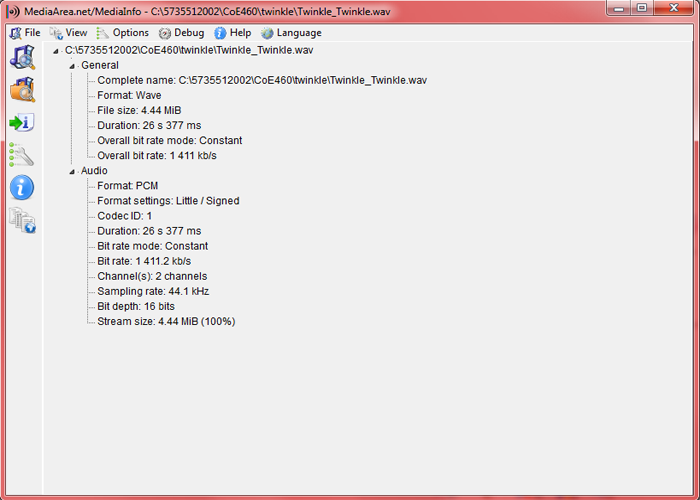 MediaArea.net/MediaInfo - C:\5735512002\CoE460\twinkle\Twinkle_Twinkle.wav
File View Options Debug Help Language
C:\5735512002\CoE460\twinkle\Twinkle_Twinkle.wav
General
Complete name: C:\5735512002\CoE460\twinkle\Twinkle_Twinkle.wav
Format: Wave
File size: 4.44 MiB
Duration: 26 s 377 ms
Overall bit rate mode: Constant
Overall bit rate: 1 411 kb/s
Audio
Format: PCM
Format settings: Little / Signed
Codec ID: 1
Duration: 26 s 377 ms
Bit rate mode: Constant
Bit rate: 1 411.2 kb/s
Channel(s): 2 channels
Sampling rate: 44.1 kHz
Bit depth: 16 bits
Stream size: 4.44 MiB (100%)